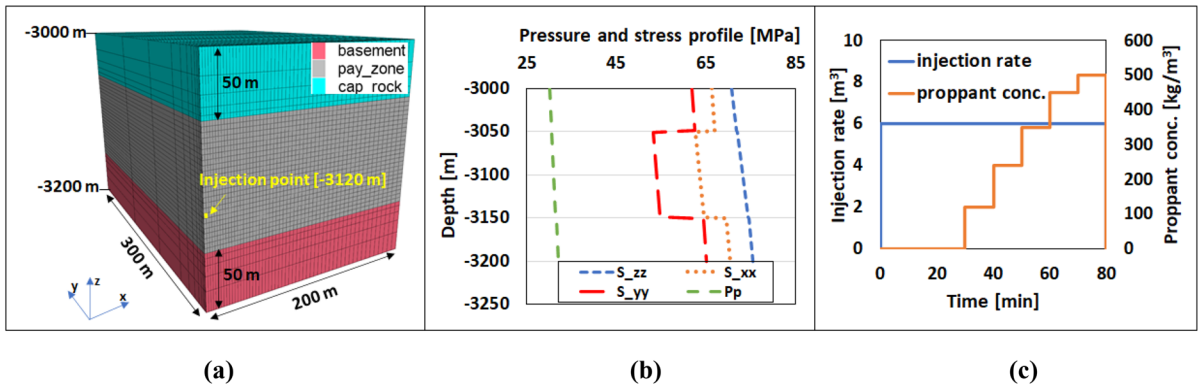 -3000 m
basement
pay_zone
cap_rock
50 m
Injection point [-3120 m]
-3200 m
50 m
300 m
200 m
y
z
x
(a)
Pressure and stress profile [MPa]
25 45 65 85
-3000
-3050
-3100
-3150
-3200
-3250
Depth [m]
S_zz S_xx
S_yy Pp
(b)
10
8
6
4
2
0
Injection rate [m³]
injection rate
proppant conc.
600
500
400
300
200
100
0
Proppant conc. [kg/m³]
0 20 40 60 80
Time [min]
(c)